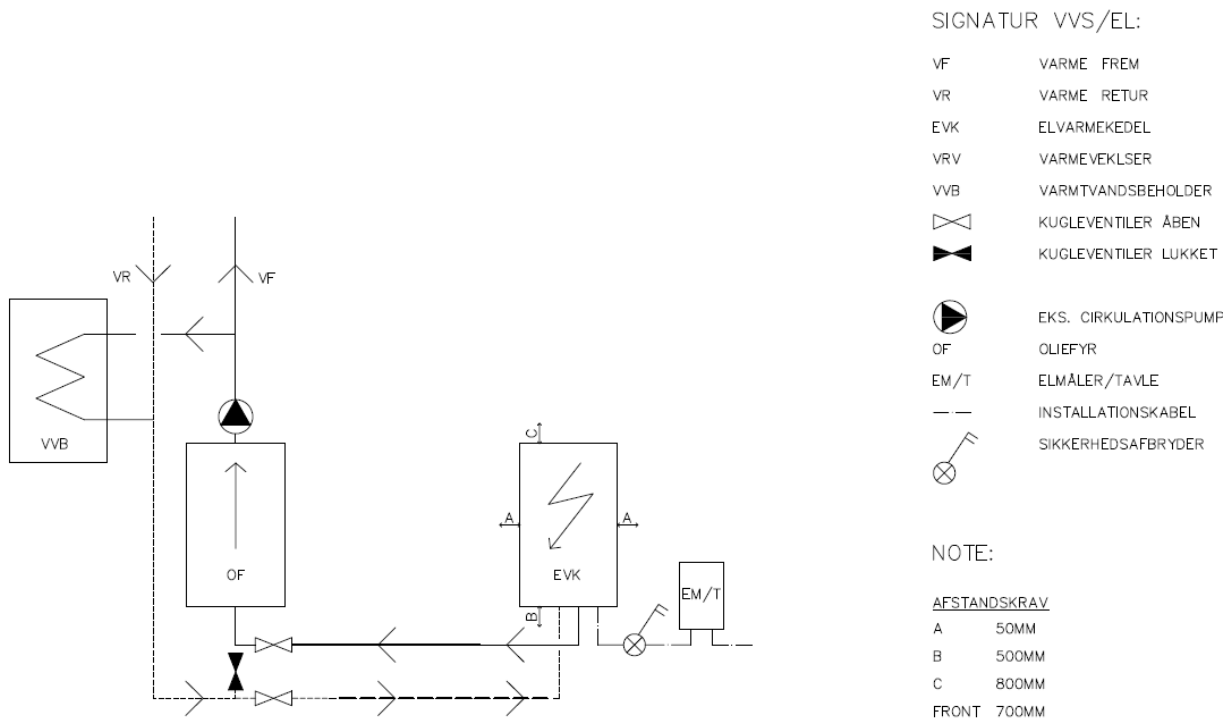 SIGNATUR VVS/EL:
VF VARME FREM
VR VARME RETUR
EVK ELVARMEKEDEL
VRV VARMEVEKLSER
VVB VARMTVANDSBEHOLDER
KUGLEVENTILER ÅBEN
KUGLEVENTILER LUKKET
EKS. CIRKULATIONSPUMP
OF OLIEFYR
EM/T ELMÅLER/TAVLE
INSTALLATIONSKABEL
SIKKERHEDSAFBRYDER
NOTE:
AFSTANDSKRAV
A 50MM
B 500MM
C 800MM
FRONT 700MM
VR
VF
VVB
OF
C
A
A
EVK
B
EM/T